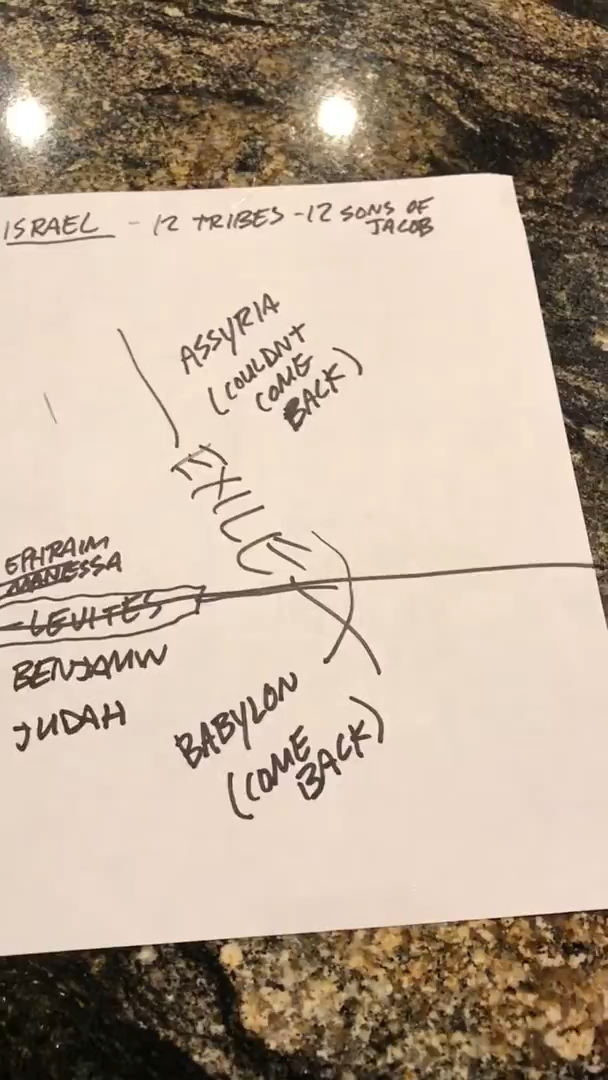 ISRAEL - 12 TRIBES - 12 SONS OF
JACOB
ASSYRIA
(COULDNT
COME
BACK)
EXILE
EPHRAIM
MANESSA
LEVITES
BENJAMIN
JUDAH
BABYLON
(COME
BACK)